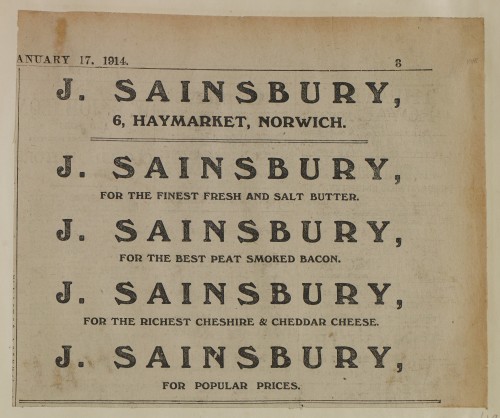 ANUARY 17. 1914. 3
J. SAINSBURY,
6, HAYMARKET, NORWICH.
J. SAINSBURY,
FOR THE FINEST FRESH AND SALT BUTTER.
J. SAINSBURY,
FOR THE BEST PEAT SMOKED BACON.
J. SAINSBURY,
FOR THE RICHEST CHESHIRE & CHEDDAR CHEESE.
J. SAINSBURY,
FOR POPULAR PRICES.